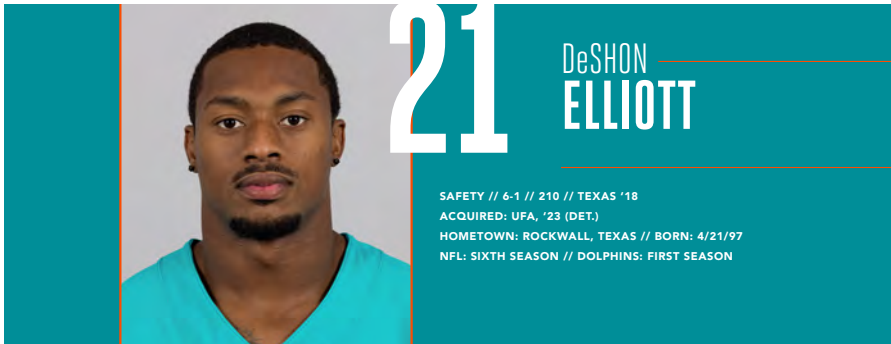 21
DeSHON
ELLIOTT
SAFETY // 6-1 // 210 // TEXAS ’18
ACQUIRED: UFA, ’23 (DET.)
HOMETOWN: ROCKWALL, TEXAS // BORN: 4/21/97
NFL: SIXTH SEASON // DOLPHINS: FIRST SEASON